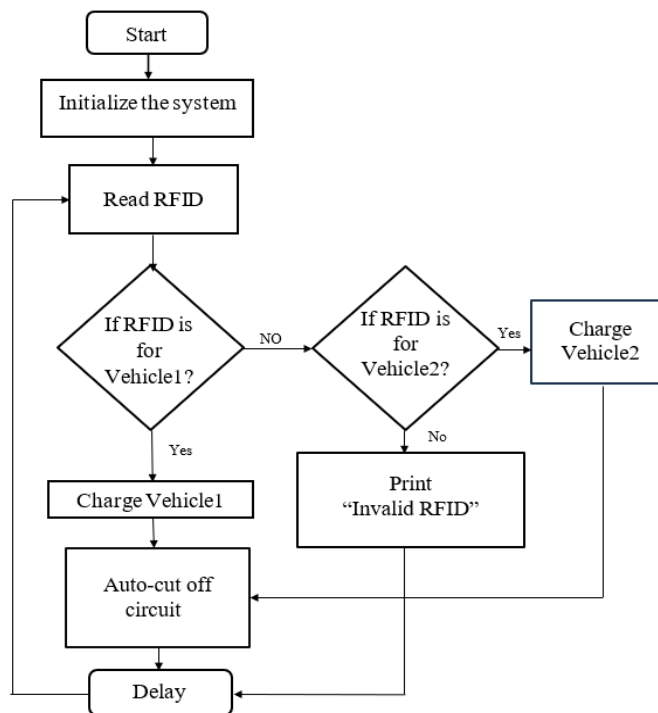 Start
Initialize the system
Read RFID
If RFID is
for
Vehicle1?
NO
If RFID is
for
Vehicle2?
Yes
Charge
Vehicle2
Yes
No
Charge Vehicle1
Print
“Invalid RFID”
Auto-cut off
circuit
Delay